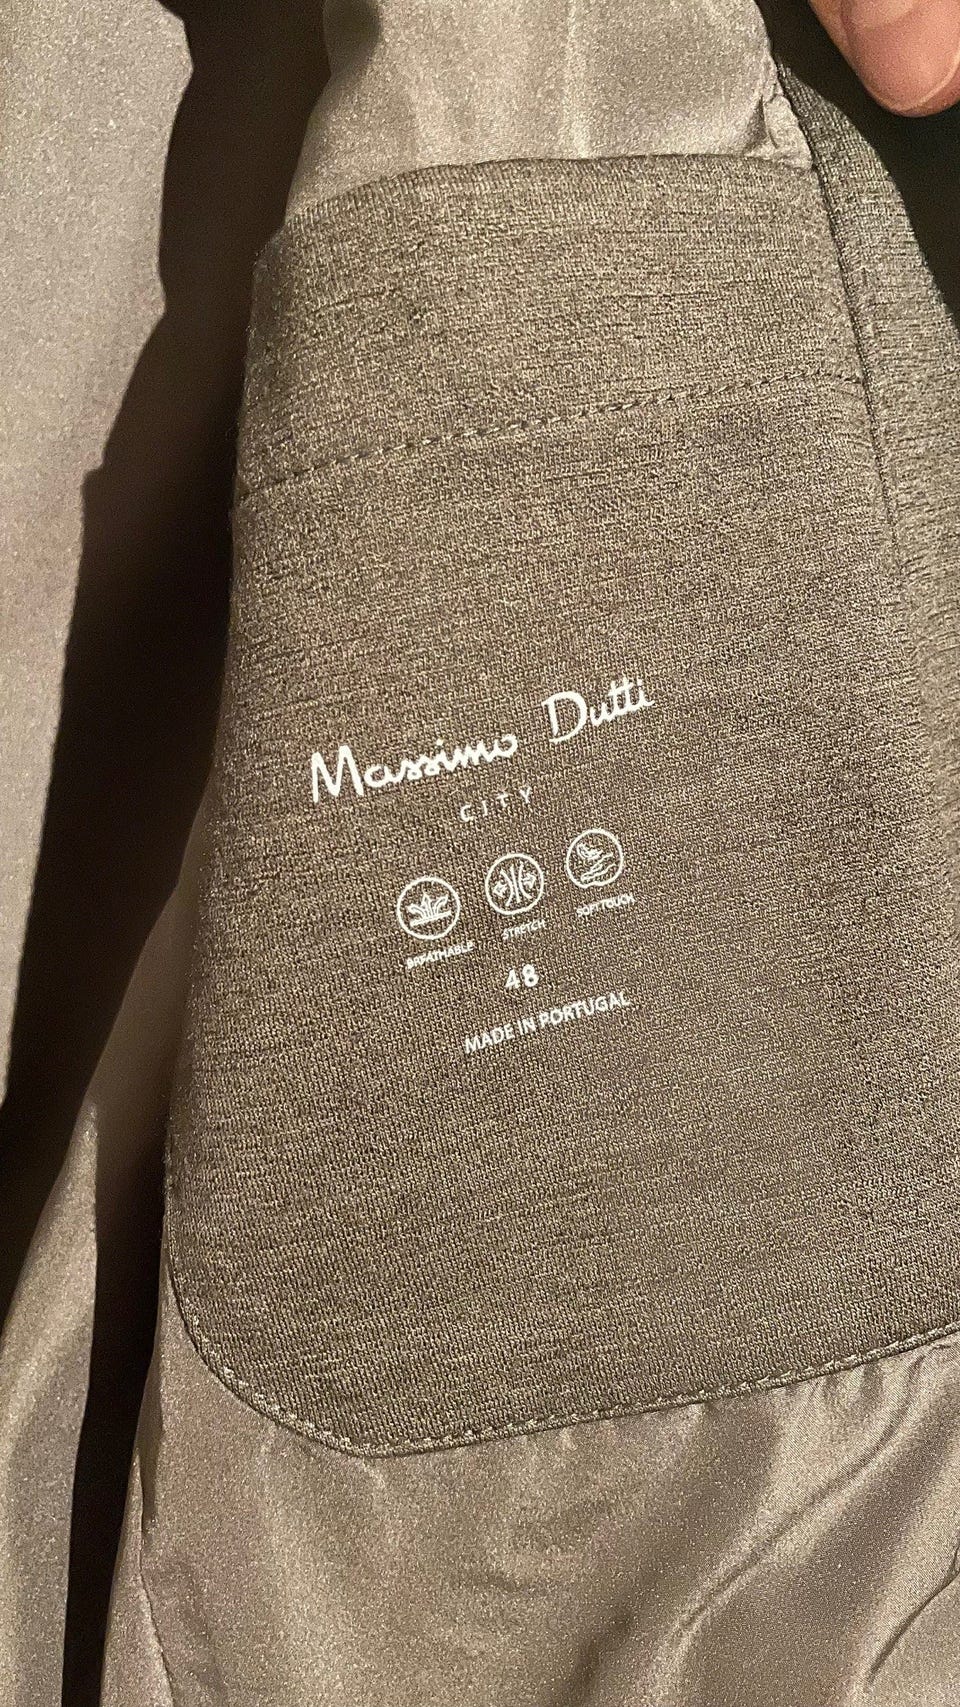 Massimo Dutti
CITY
BREATHABLE STRETCH SOFT TOUCH
48
MADE IN PORTUGAL